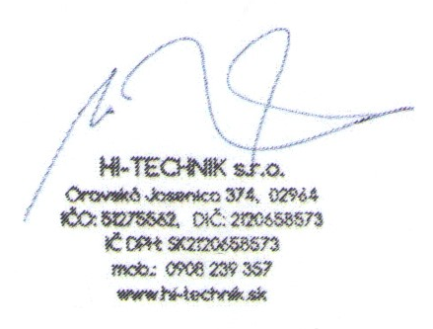 HI-TECHNIK s.r.o.
Oravská Jasenica 374, 02964
IČO: 51275562, DIČ: 2120658573
IČ DPH: SK2120658573
mob.: 0908 239 357
www.hi-technik.sk